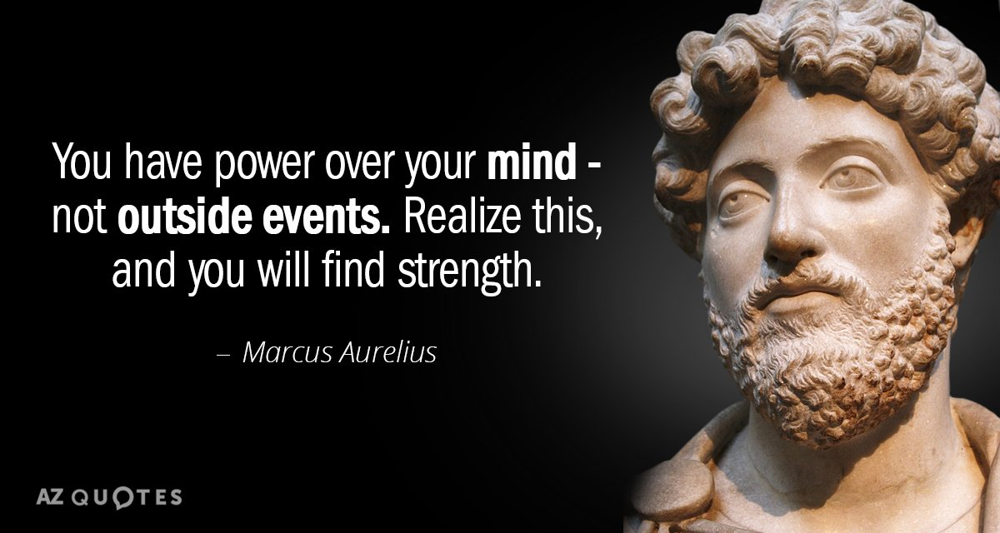 You have power over your mind -
not outside events. Realize this,
and you will find strength.
– Marcus Aurelius
AZ QUOTES